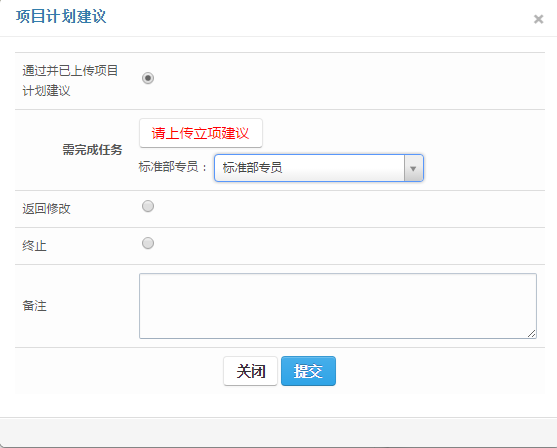 项目计划建议
×
通过并已上传项目
计划建议
需完成任务
请上传立项建议
标准部专员： 标准部专员
返回修改
终止
备注
关闭 提交